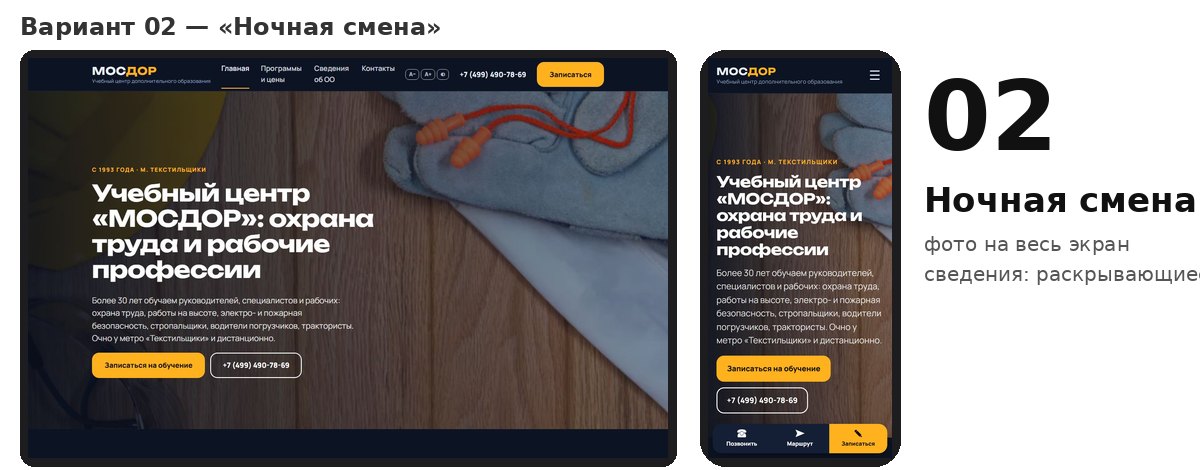 Вариант 02 — «Ночная смена»
МОСДОР
Учебный центр дополнительного образования
Главная
Программы
и цены
Сведения
об ОО
Контакты
A−
A+
+7 (499) 490-78-69
Записаться
С 1993 ГОДА · М. ТЕКСТИЛЬЩИКИ
Учебный центр
«МОСДОР»: охрана
труда и рабочие
профессии
Более 30 лет обучаем руководителей, специалистов и рабочих:
охрана труда, работы на высоте, электро- и пожарная
безопасность, стропальщики, водители погрузчиков, трактористы.
Очно у метро «Текстильщики» и дистанционно.
Записаться на обучение
+7 (499) 490-78-69
МОСДОР
Учебный центр дополнительного образования
С 1993 ГОДА · М. ТЕКСТИЛЬЩИКИ
Учебный центр
«МОСДОР»:
охрана труда и
рабочие
профессии
Более 30 лет обучаем руководителей,
специалистов и рабочих: охрана труда,
работы на высоте, электро- и пожарная
безопасность, стропальщики, водители
погрузчиков, трактористы. Очно у
метро «Текстильщики» и дистанционно.
Записаться на обучение
+7 (499) 490-78-69
Позвонить
Маршрут
Записаться
02
Ночная смена
фото на весь экран
сведения: раскрывающие